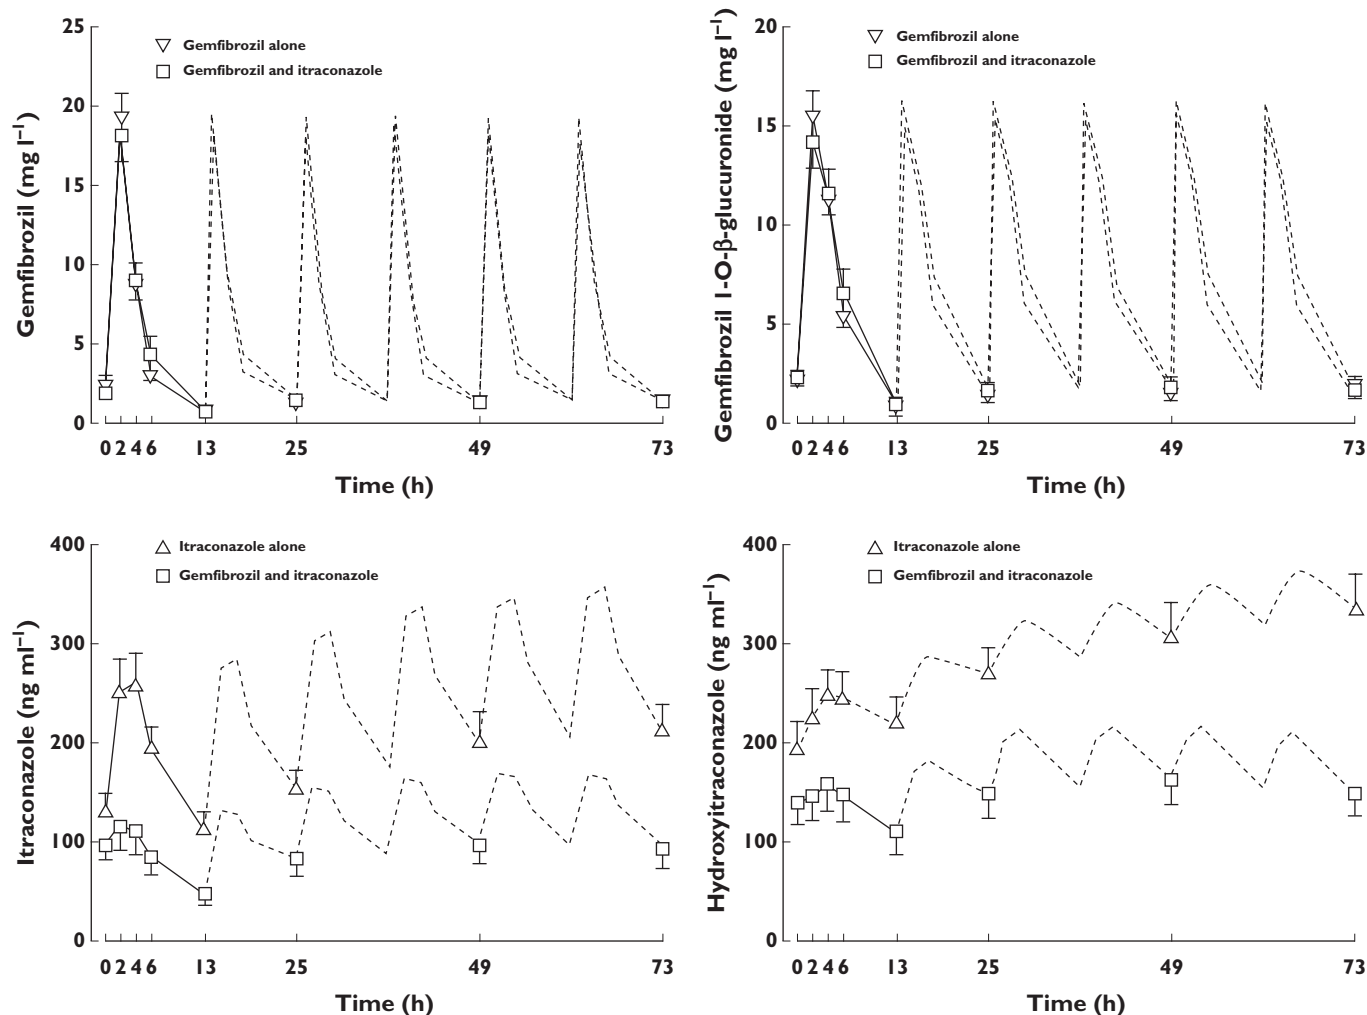 Gemfibrozil (mg l⁻¹)
25
20
15
10
5
0
Gemfibrozil alone
Gemfibrozil and itraconazole
0 2 4 6 13 25 49 73
Time (h)
Gemfibrozil 1-O-β-glucuronide (mg l⁻¹)
20
15
10
5
0
Gemfibrozil alone
Gemfibrozil and itraconazole
0 2 4 6 13 25 49 73
Time (h)
Itraconazole (ng ml⁻¹)
400
300
200
100
0
Itraconazole alone
Gemfibrozil and itraconazole
0 2 4 6 13 25 49 73
Time (h)
Hydroxyitraconazole (ng ml⁻¹)
400
300
200
100
0
Itraconazole alone
Gemfibrozil and itraconazole
0 2 4 6 13 25 49 73
Time (h)